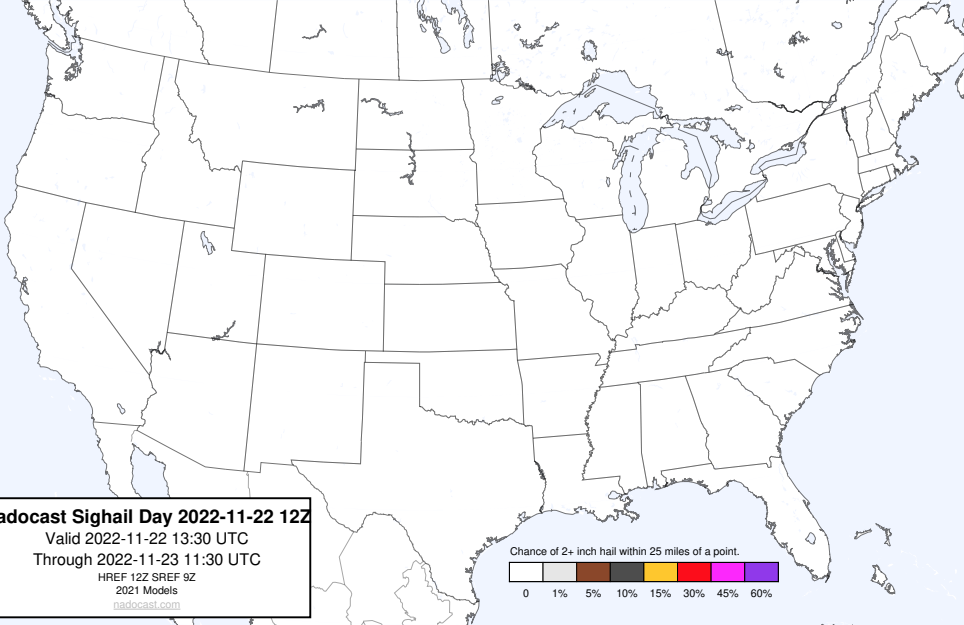 adocast Sighail Day 2022-11-22 12Z
Valid 2022-11-22 13:30 UTC
Through 2022-11-23 11:30 UTC
HREF 12Z SREF 9Z
2021 Models
nadocast.com
Chance of 2+ inch hail within 25 miles of a point.
0 1% 5% 10% 15% 30% 45% 60%